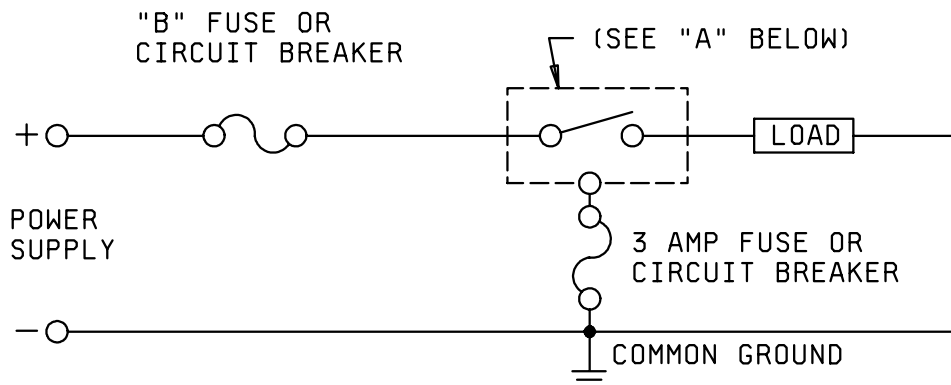 "B" FUSE OR
CIRCUIT BREAKER
(SEE "A" BELOW)
+
LOAD
POWER
SUPPLY
3 AMP FUSE OR
CIRCUIT BREAKER
−
COMMON GROUND